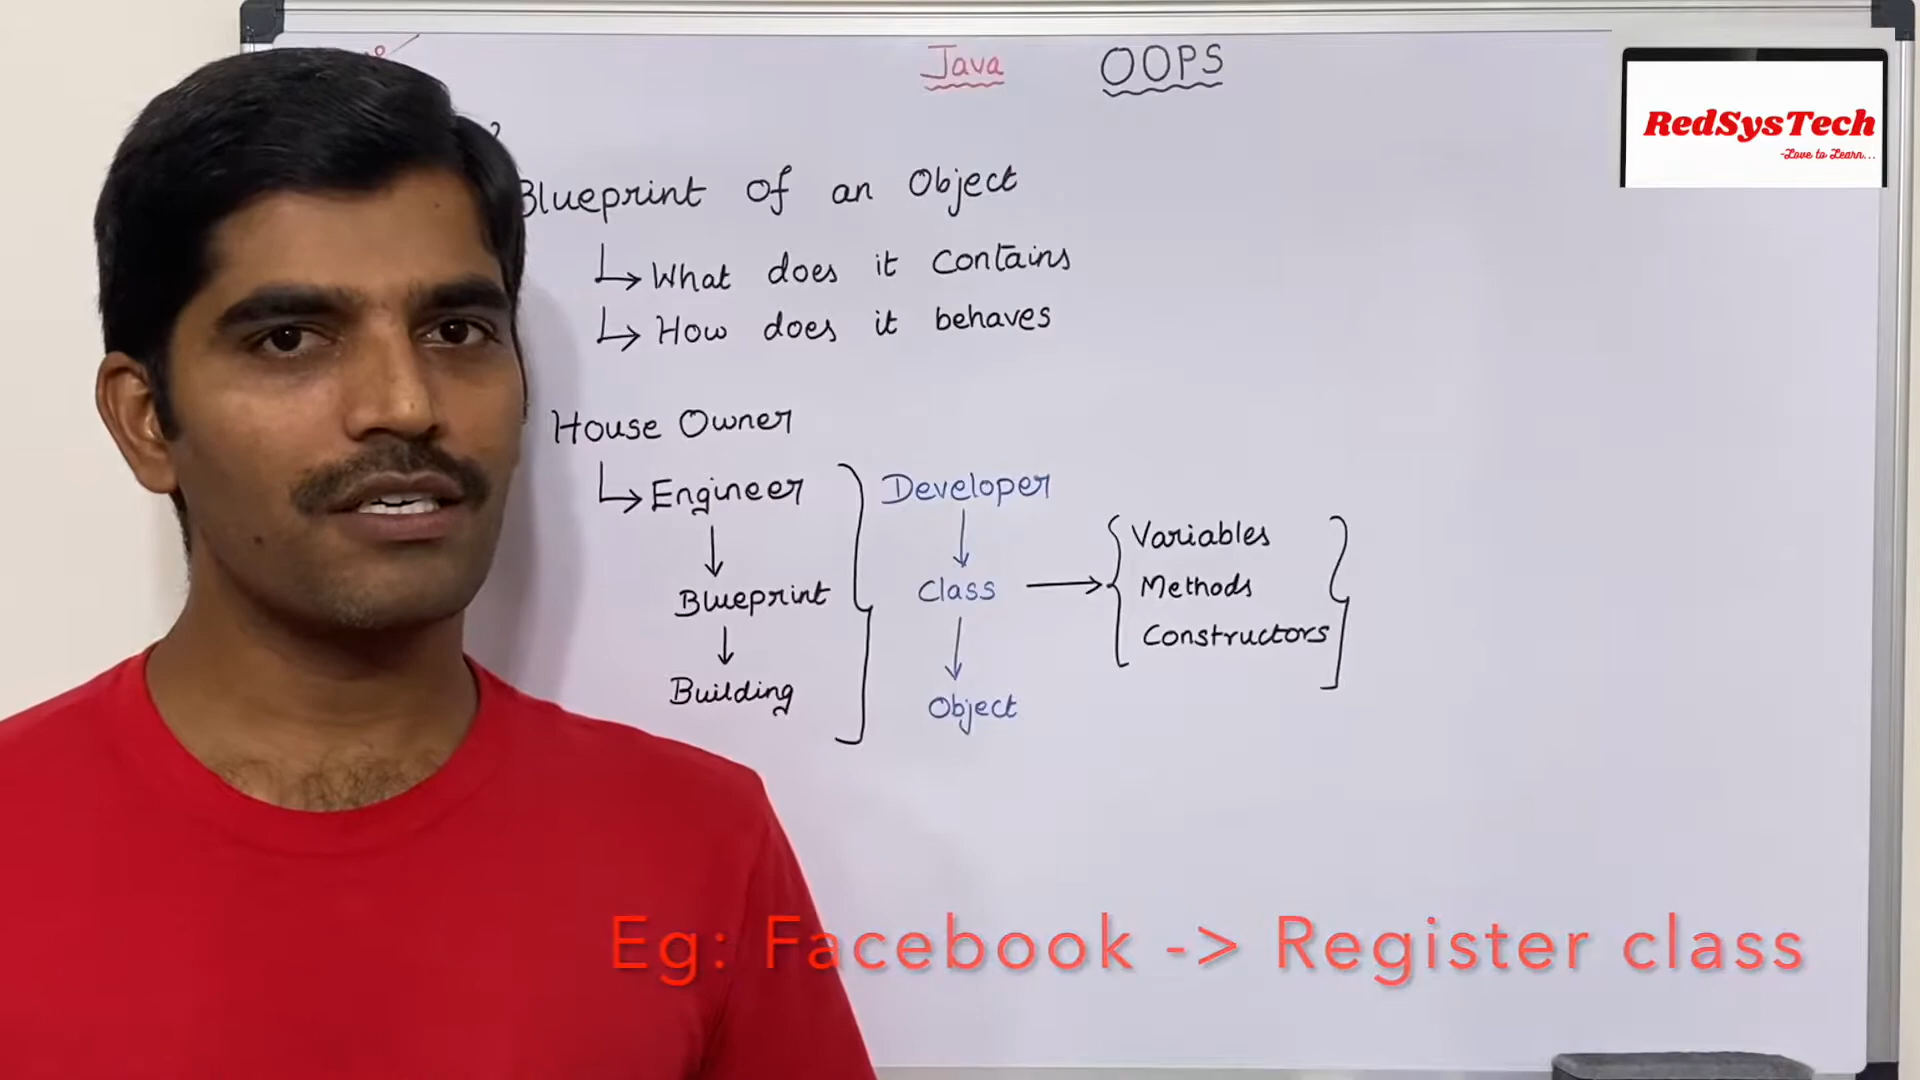 Java OOPS
RedSysTech
-Love to Learn...
?
Blueprint Of an Object
What does it Contains
How does it behaves
House Owner
Engineer
Blueprint
Building
Developer
Class
Object
Variables
Methods
Constructors
Eg: Facebook -> Register class